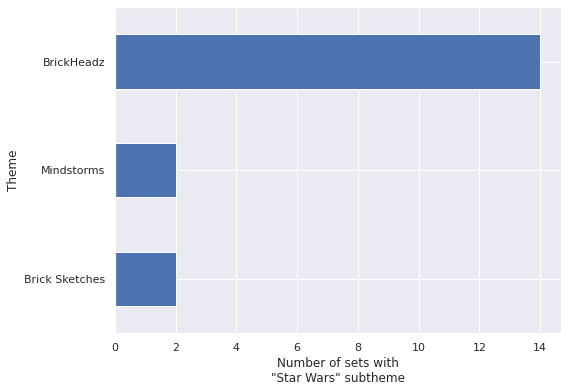 BrickHeadz
Mindstorms
Brick Sketches
Theme
0 2 4 6 8 10 12 14
Number of sets with
"Star Wars" subtheme